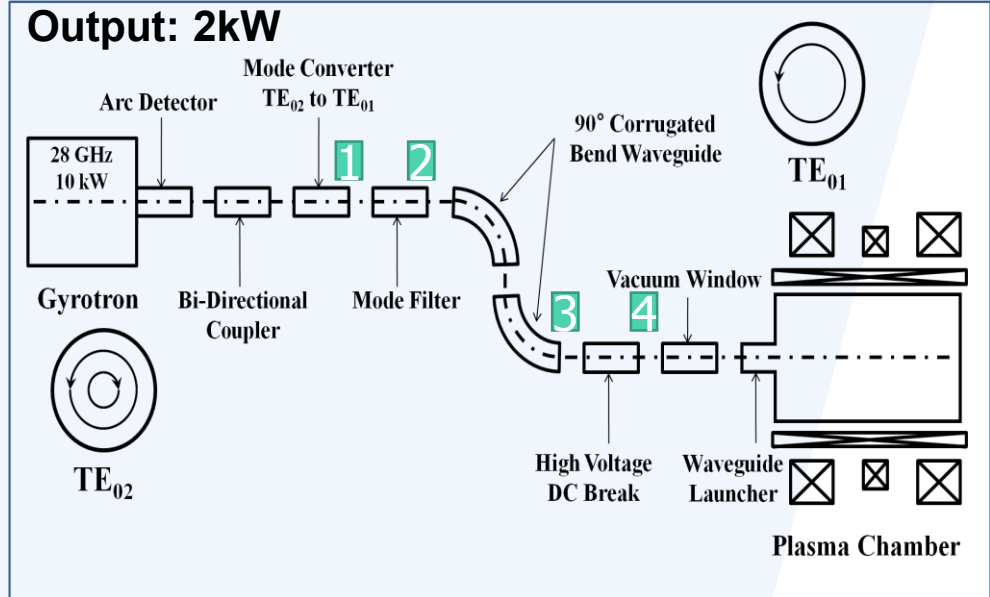 Output: 2kW
Mode Converter
TE₀₂ to TE₀₁
Arc Detector
90° Corrugated
Bend Waveguide
28 GHz
10 kW
1
2
TE₀₁
Gyrotron
Bi-Directional
Coupler
Mode Filter
Vacuum Window
3
4
TE₀₂
High Voltage
DC Break
Waveguide
Launcher
Plasma Chamber